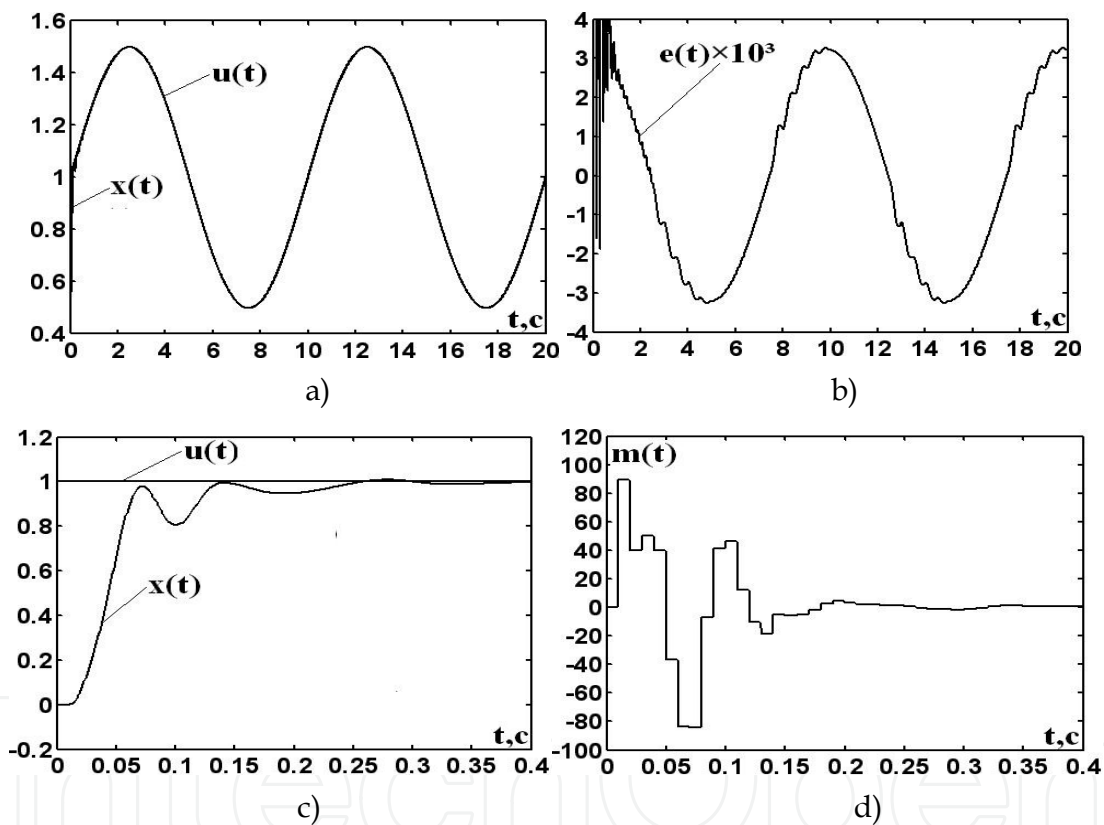 1.6
1.4
1.2
1
0.8
0.6
0.4
u(t)
x(t)
t,c
0 2 4 6 8 10 12 14 16 18 20
a)
4
3
2
1
0
-1
-2
-3
-4
e(t)×10³
t,c
0 2 4 6 8 10 12 14 16 18 20
b)
1.2
1
0.8
0.6
0.4
0.2
0
-0.2
u(t)
x(t)
t,c
0 0.05 0.1 0.15 0.2 0.25 0.3 0.35 0.4
c)
120
100
80
60
40
20
0
-20
-40
-60
-80
-100
m(t)
t,c
0 0.05 0.1 0.15 0.2 0.25 0.3 0.35 0.4
d)